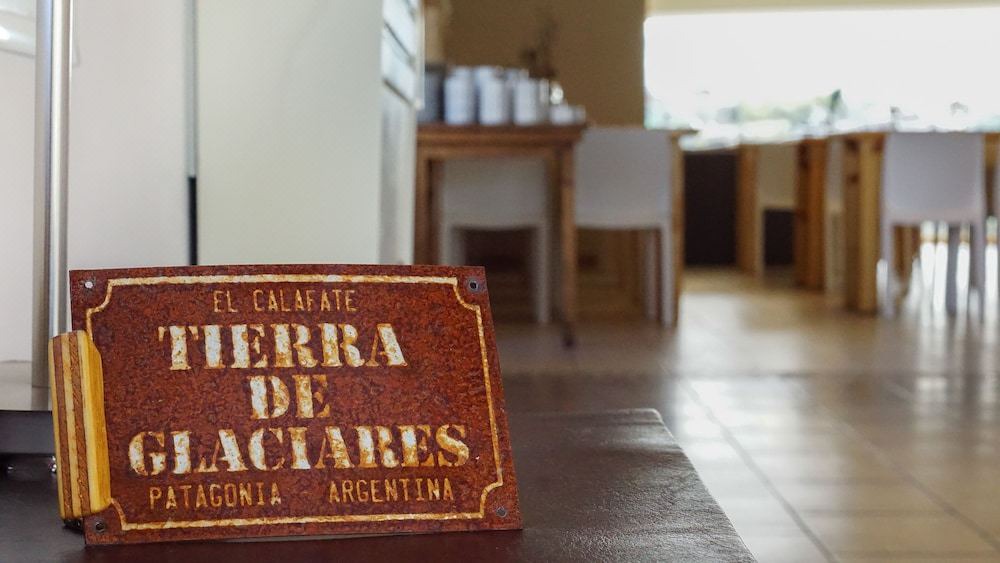 EL CALAFATE
TIERRA
DE
GLACIARES
PATAGONIA ARGENTINA